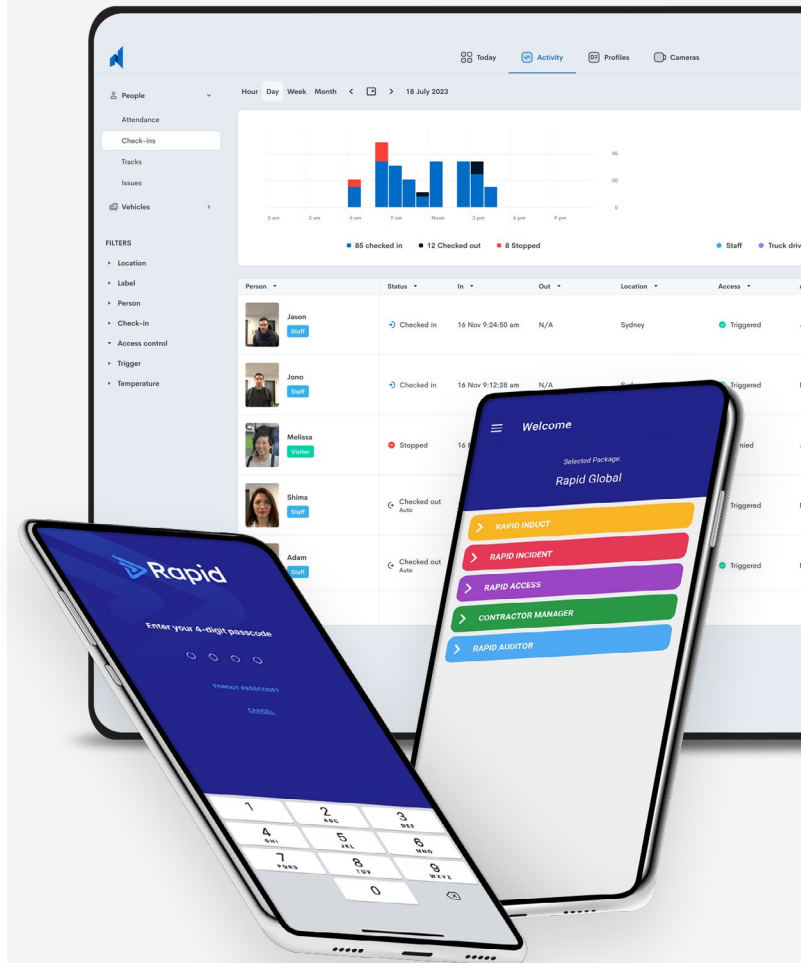 Today
Activity
Profiles
Cameras
People
Attendance
Check-ins
Tracks
Issues
Vehicles
FILTERS
Location
Label
Person
Check-in
Access control
Trigger
Temperature
Hour Day Week Month 18 July 2023
45
30
0
0 am 3 am 6 am 9 am Noon 3 pm 6 pm 9 pm
85 checked in 12 Checked out 8 Stopped
Staff Truck driv
Person Status In Out Location Access
Jason
Staff
Checked in 16 Nov 9:24:50 am N/A Sydney Triggered
Jono
Staff
Checked in 16 Nov 9:12:28 am N/A Triggered
Melissa
Visitor
Stopped 16
Shima
Staff
Checked out
Auto
Triggered
Adam
Staff
Checked out
Auto
Triggered
Welcome
Selected Package:
Rapid Global
RAPID INDUCT
RAPID INCIDENT
RAPID ACCESS
CONTRACTOR MANAGER
RAPID AUDITOR
Rapid
Enter your 4-digit passcode
FORGOT PASSCODE?
CANCEL
1
2
ABC
3
DEF
4
GHI
5
JKL
6
MNO
7
PQRS
8
TUV
9
WXYZ
0